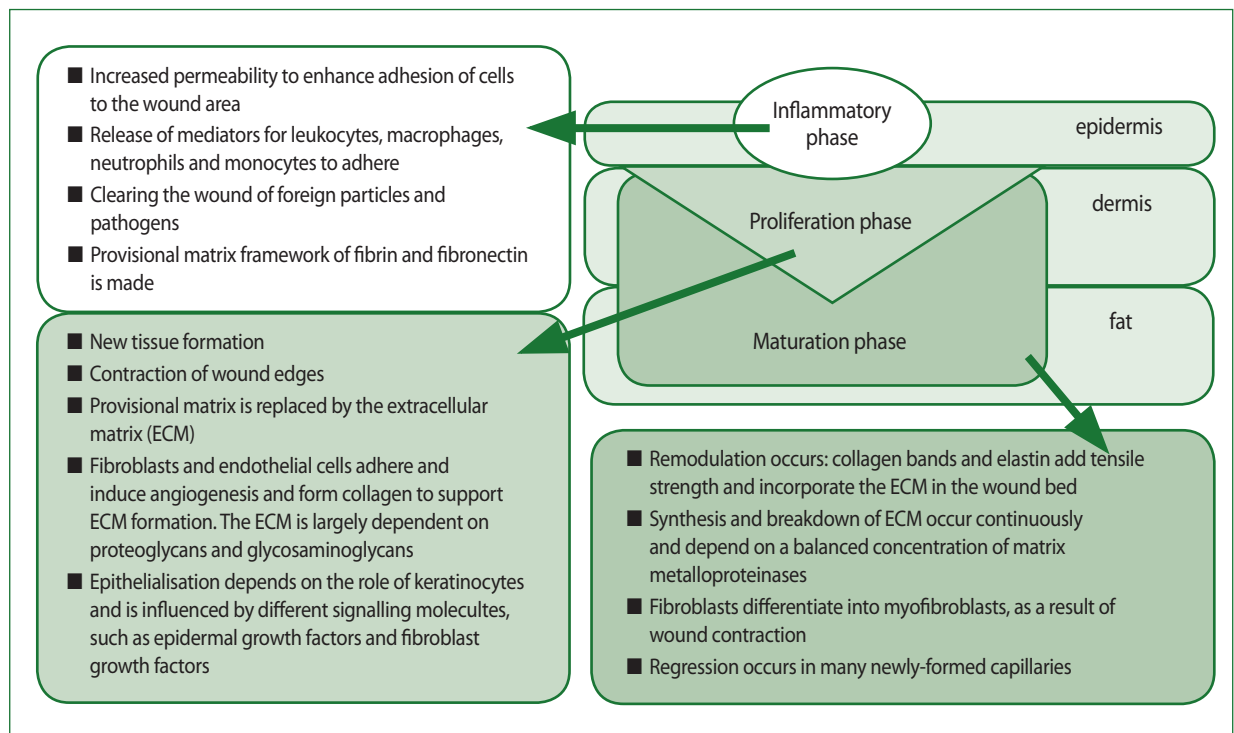 ■ Increased permeability to enhance adhesion of cells
to the wound area
■ Release of mediators for leukocytes, macrophages,
neutrophils and monocytes to adhere
■ Clearing the wound of foreign particles and
pathogens
■ Provisional matrix framework of fibrin and fibronectin
is made
Inflammatory
phase
epidermis
Proliferation phase
dermis
Maturation phase
fat
■ New tissue formation
■ Contraction of wound edges
■ Provisional matrix is replaced by the extracellular
matrix (ECM)
■ Fibroblasts and endothelial cells adhere and
induce angiogenesis and form collagen to support
ECM formation. The ECM is largely dependent on
proteoglycans and glycosaminoglycans
■ Epithelialisation depends on the role of keratinocytes
and is influenced by different signalling molecultes,
such as epidermal growth factors and fibroblast
growth factors
■ Remodulation occurs: collagen bands and elastin add tensile
strength and incorporate the ECM in the wound bed
■ Synthesis and breakdown of ECM occur continuously
and depend on a balanced concentration of matrix
metalloproteinases
■ Fibroblasts differentiate into myofibroblasts, as a result of
wound contraction
■ Regression occurs in many newly-formed capillaries